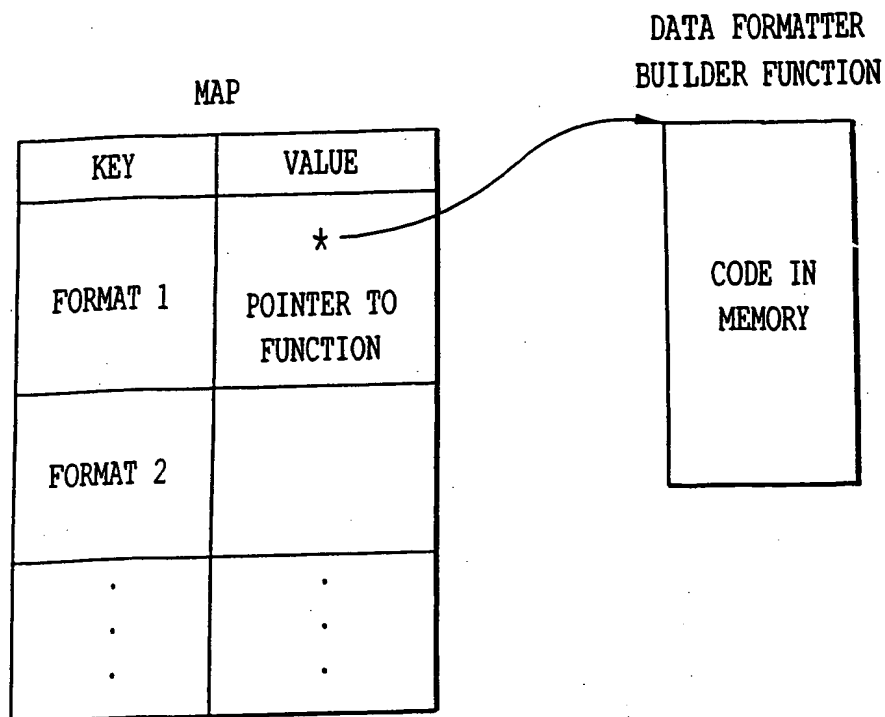 DATA FORMATTER
BUILDER FUNCTION
MAP
KEY VALUE
*
FORMAT 1
POINTER TO
FUNCTION
CODE IN
MEMORY
FORMAT 2
. .
. .
. .